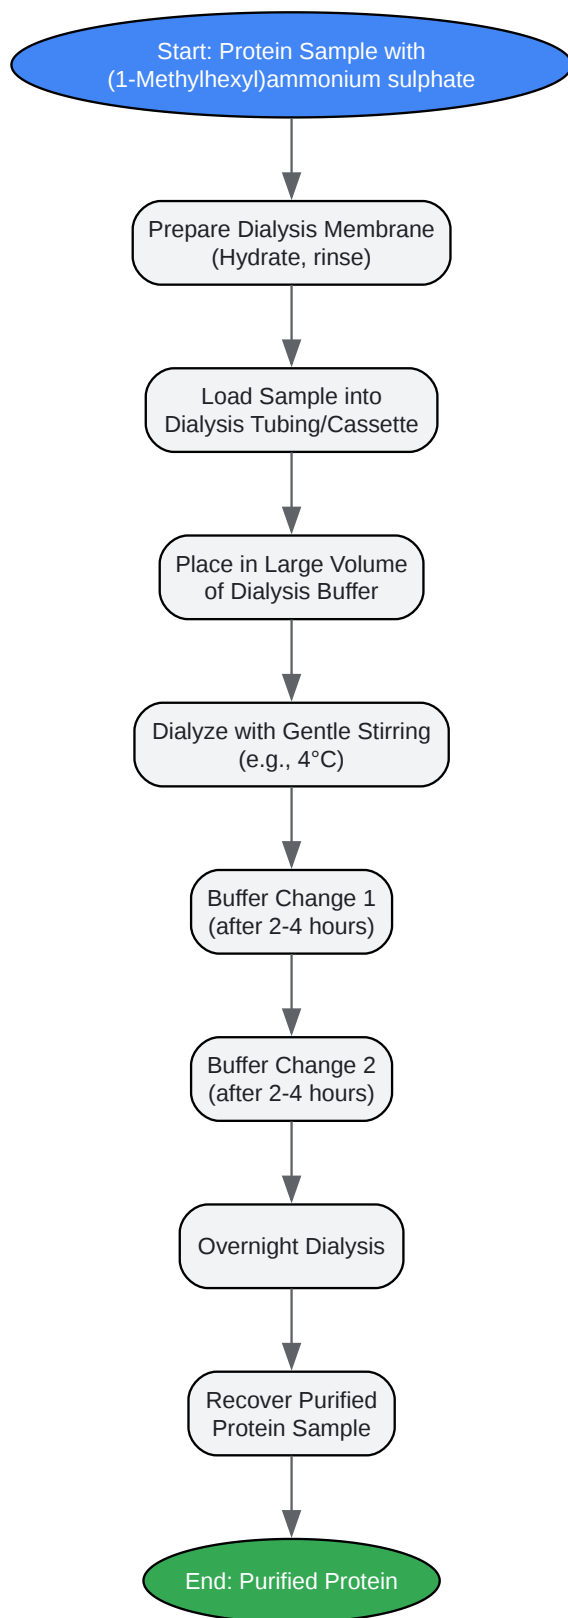 Start: Protein Sample with
(1-Methylhexyl)ammonium sulphate
Prepare Dialysis Membrane
(Hydrate, rinse)
Load Sample into
Dialysis Tubing/Cassette
Place in Large Volume
of Dialysis Buffer
Dialyze with Gentle Stirring
(e.g., 4°C)
Buffer Change 1
(after 2-4 hours)
Buffer Change 2
(after 2-4 hours)
Overnight Dialysis
Recover Purified
Protein Sample
End: Purified Protein